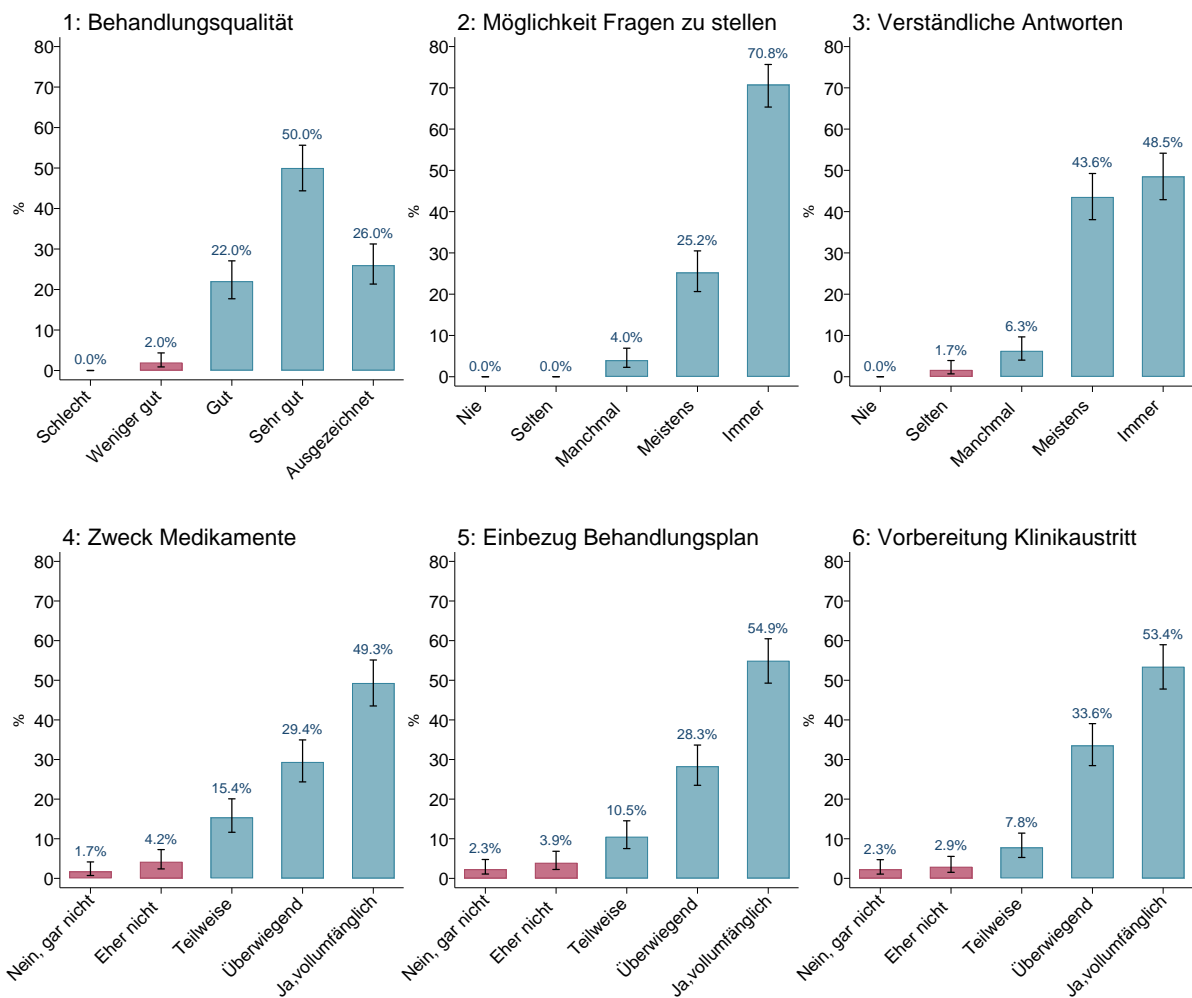 1: Behandlungsqualität
80
70
60
50
40
30
20
10
0
%
0.0%
2.0%
22.0%
50.0%
26.0%
Schlecht
Weniger gut
Gut
Sehr gut
Ausgezeichnet
2: Möglichkeit Fragen zu stellen
80
70
60
50
40
30
20
10
0
%
0.0%
0.0%
4.0%
25.2%
70.8%
Nie
Selten
Manchmal
Meistens
Immer
3: Verständliche Antworten
80
70
60
50
40
30
20
10
0
%
0.0%
1.7%
6.3%
43.6%
48.5%
Nie
Selten
Manchmal
Meistens
Immer
4: Zweck Medikamente
80
70
60
50
40
30
20
10
0
%
1.7%
4.2%
15.4%
29.4%
49.3%
Nein, gar nicht
Eher nicht
Teilweise
Überwiegend
Ja,vollumfänglich
5: Einbezug Behandlungsplan
80
70
60
50
40
30
20
10
0
%
2.3%
3.9%
10.5%
28.3%
54.9%
Nein, gar nicht
Eher nicht
Teilweise
Überwiegend
Ja,vollumfänglich
6: Vorbereitung Klinikaustritt
80
70
60
50
40
30
20
10
0
%
2.3%
2.9%
7.8%
33.6%
53.4%
Nein, gar nicht
Eher nicht
Teilweise
Überwiegend
Ja,vollumfänglich